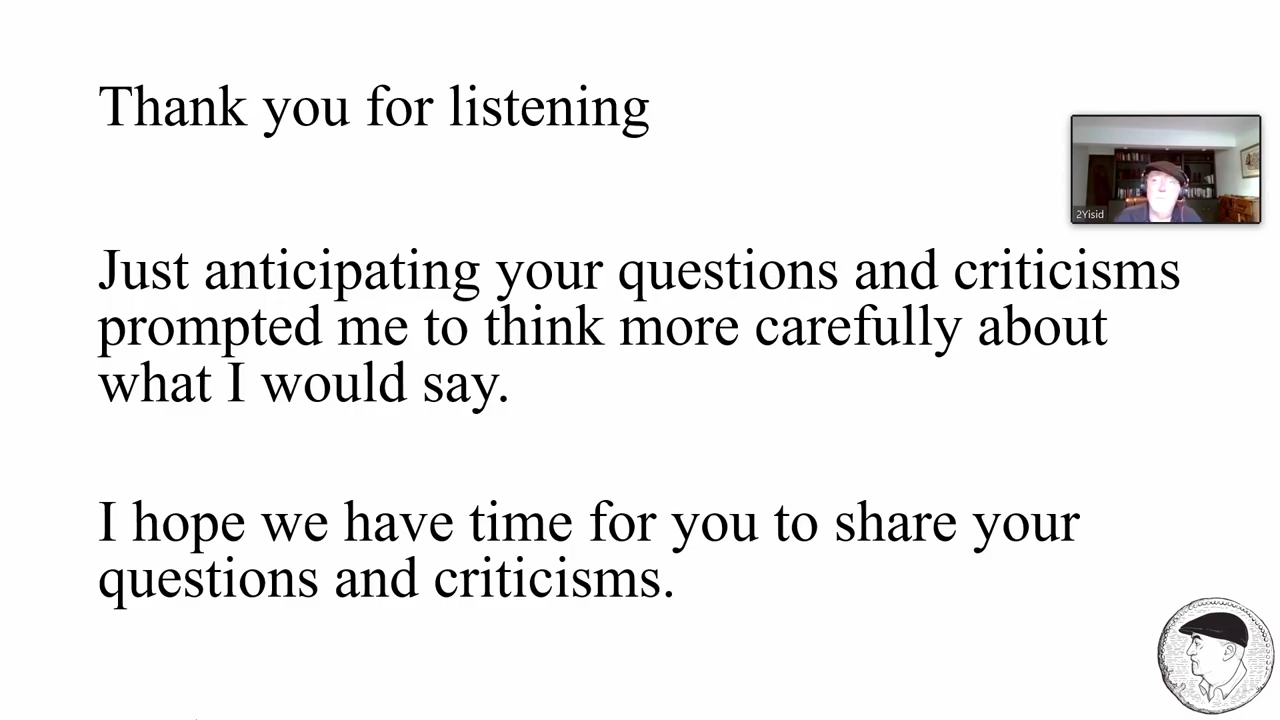 Thank you for listening
2Yisid
Just anticipating your questions and criticisms
prompted me to think more carefully about
what I would say.
I hope we have time for you to share your
questions and criticisms.